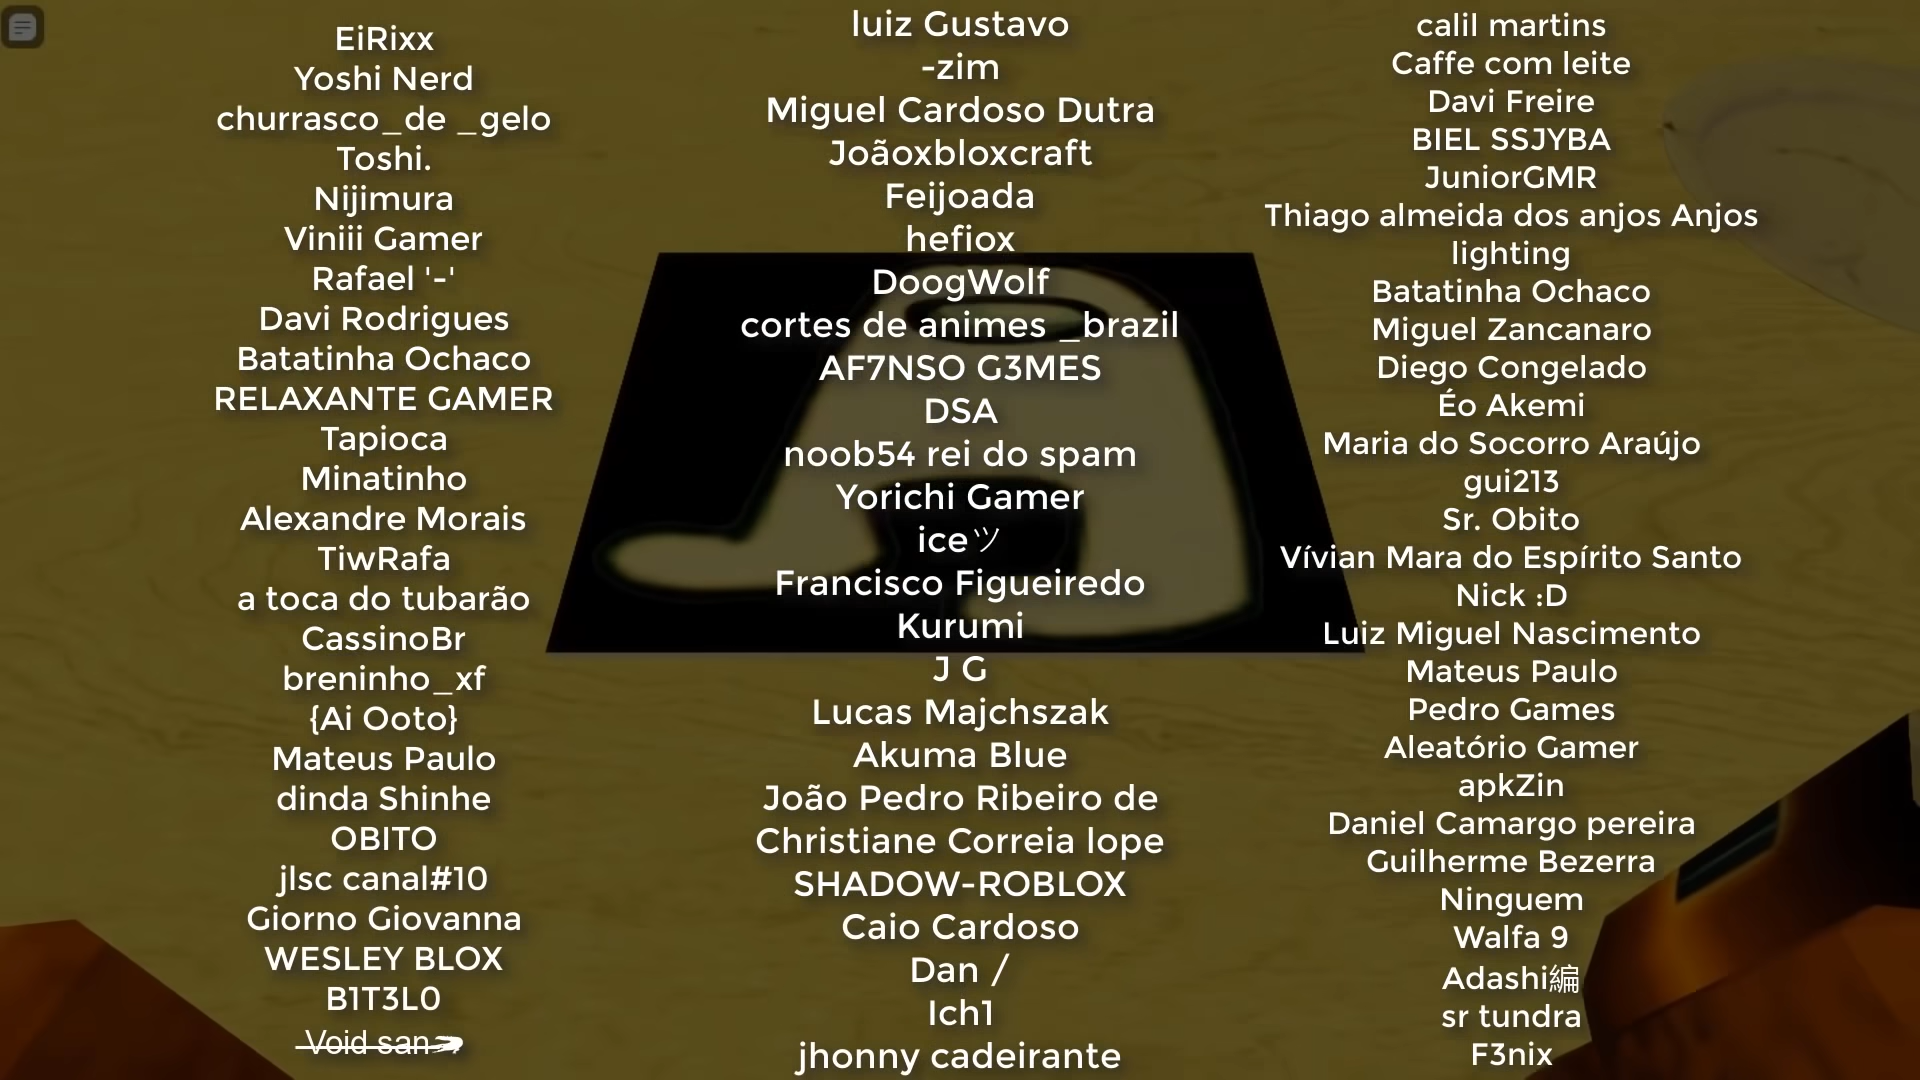 EiRixx
Yoshi Nerd
churrasco_de _gelo
Toshi.
Nijimura
Viniii Gamer
Rafael '-'
Davi Rodrigues
Batatinha Ochaco
RELAXANTE GAMER
Tapioca
Minatinho
Alexandre Morais
TiwRafa
a toca do tubarão
CassinoBr
breninho_xf
{Ai Ooto}
Mateus Paulo
dinda Shinhe
OBITO
jlsc canal#10
Giorno Giovanna
WESLEY BLOX
B1T3L0
Void san
luiz Gustavo
-zim
Miguel Cardoso Dutra
Joãoxbloxcraft
Feijoada
hefiox
DoogWolf
cortes de animes _brazil
AF7NSO G3MES
DSA
noob54 rei do spam
Yorichi Gamer
iceツ
Francisco Figueiredo
Kurumi
J G
Lucas Majchszak
Akuma Blue
João Pedro Ribeiro de
Christiane Correia lope
SHADOW-ROBLOX
Caio Cardoso
Dan /
Ich1
jhonny cadeirante
calil martins
Caffe com leite
Davi Freire
BIEL SSJYBA
JuniorGMR
Thiago almeida dos anjos Anjos
lighting
Batatinha Ochaco
Miguel Zancanaro
Diego Congelado
Éo Akemi
Maria do Socorro Araújo
gui213
Sr. Obito
Vívian Mara do Espírito Santo
Nick :D
Luiz Miguel Nascimento
Mateus Paulo
Pedro Games
Aleatório Gamer
apkZin
Daniel Camargo pereira
Guilherme Bezerra
Ninguem
Walfa 9
Adashi編
sr tundra
F3nix